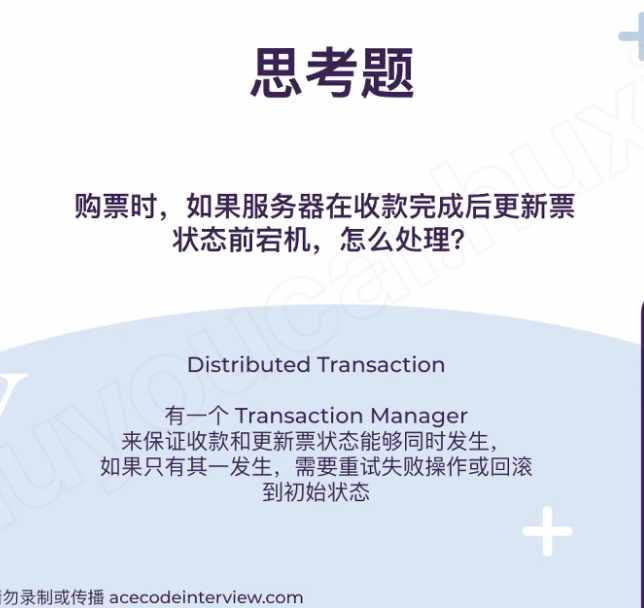 思考题
购票时，如果服务器在收款完成后更新票
状态前宕机，怎么处理？
Distributed Transaction
有一个 Transaction Manager
来保证收款和更新票状态能够同时发生，
如果只有其一发生，需要重试失败操作或回滚
到初始状态
勿录制或传播 acecodeinterview.com